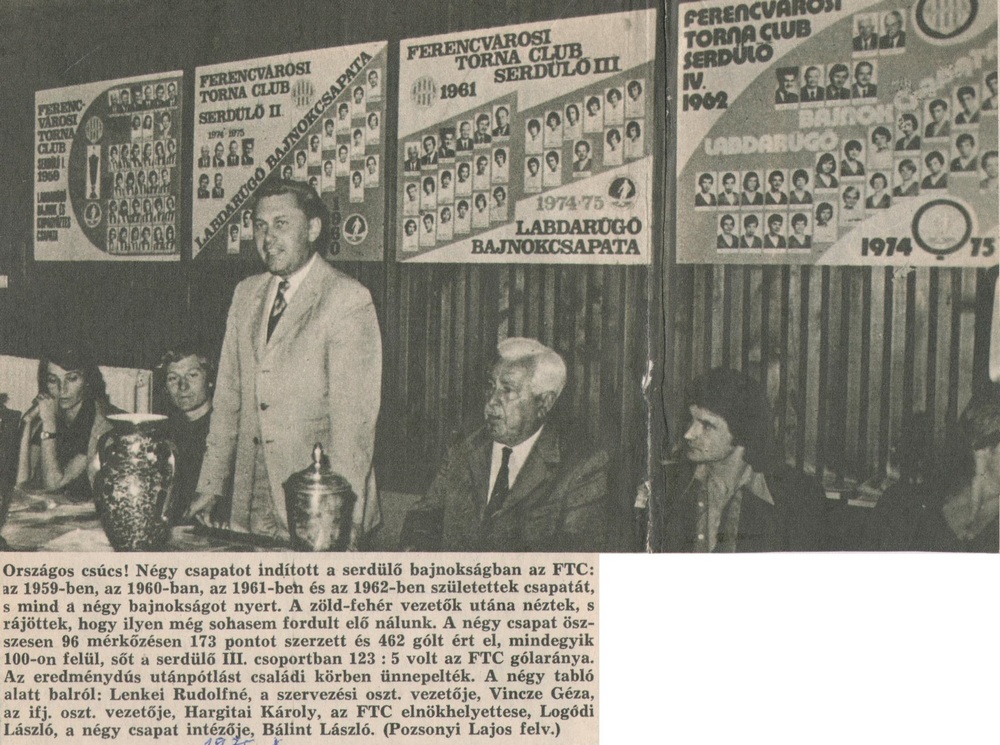 FERENC-
VÁROSI
TORNA
CLUB
SERDÜLŐ I.
1959
LABDARÚGÓ
BAJNOK ÉS
CSAPATA
FERENCVÁROSI
TORNA CLUB
SERDÜLŐ II
1974-1975
LABDARÚGÓ BAJNOKCSAPATA
1960
FERENCVÁROSI
TORNA CLUB
SERDÜLŐ III
1961
1974-75
LABDARÚGÓ
BAJNOKCSAPATA
FERENCVÁROSI
TORNA CLUB
SERDÜLŐ
IV.
1962
LABDARÚGÓ
BAJNOKCSAPATA
1974 75
Országos csúcs! Négy csapatot indított a serdülő bajnokságban az FTC:
az 1959-ben, az 1960-ban, az 1961-ben és az 1962-ben születettek csapatát,
s mind a négy bajnokságot nyert. A zöld-fehér vezetők utána néztek, s
rájöttek, hogy ilyen még sohasem fordult elő nálunk. A négy csapat ösz-
szesen 96 mérkőzésen 173 pontot szerzett és 462 gólt ért el, mindegyik
100-on felül, sőt a serdülő III. csoportban 123 : 5 volt az FTC gólaránya.
Az eredménydús utánpótlást családi körben ünnepelték. A négy tabló
alatt balról: Lenkei Rudolfné, a szervezési oszt. vezetője, Vincze Géza,
az ifj. oszt. vezetője, Hargitai Károly, az FTC elnökhelyettese, Logódi
László, a négy csapat intézője, Bálint László. (Pozsonyi Lajos felv.)